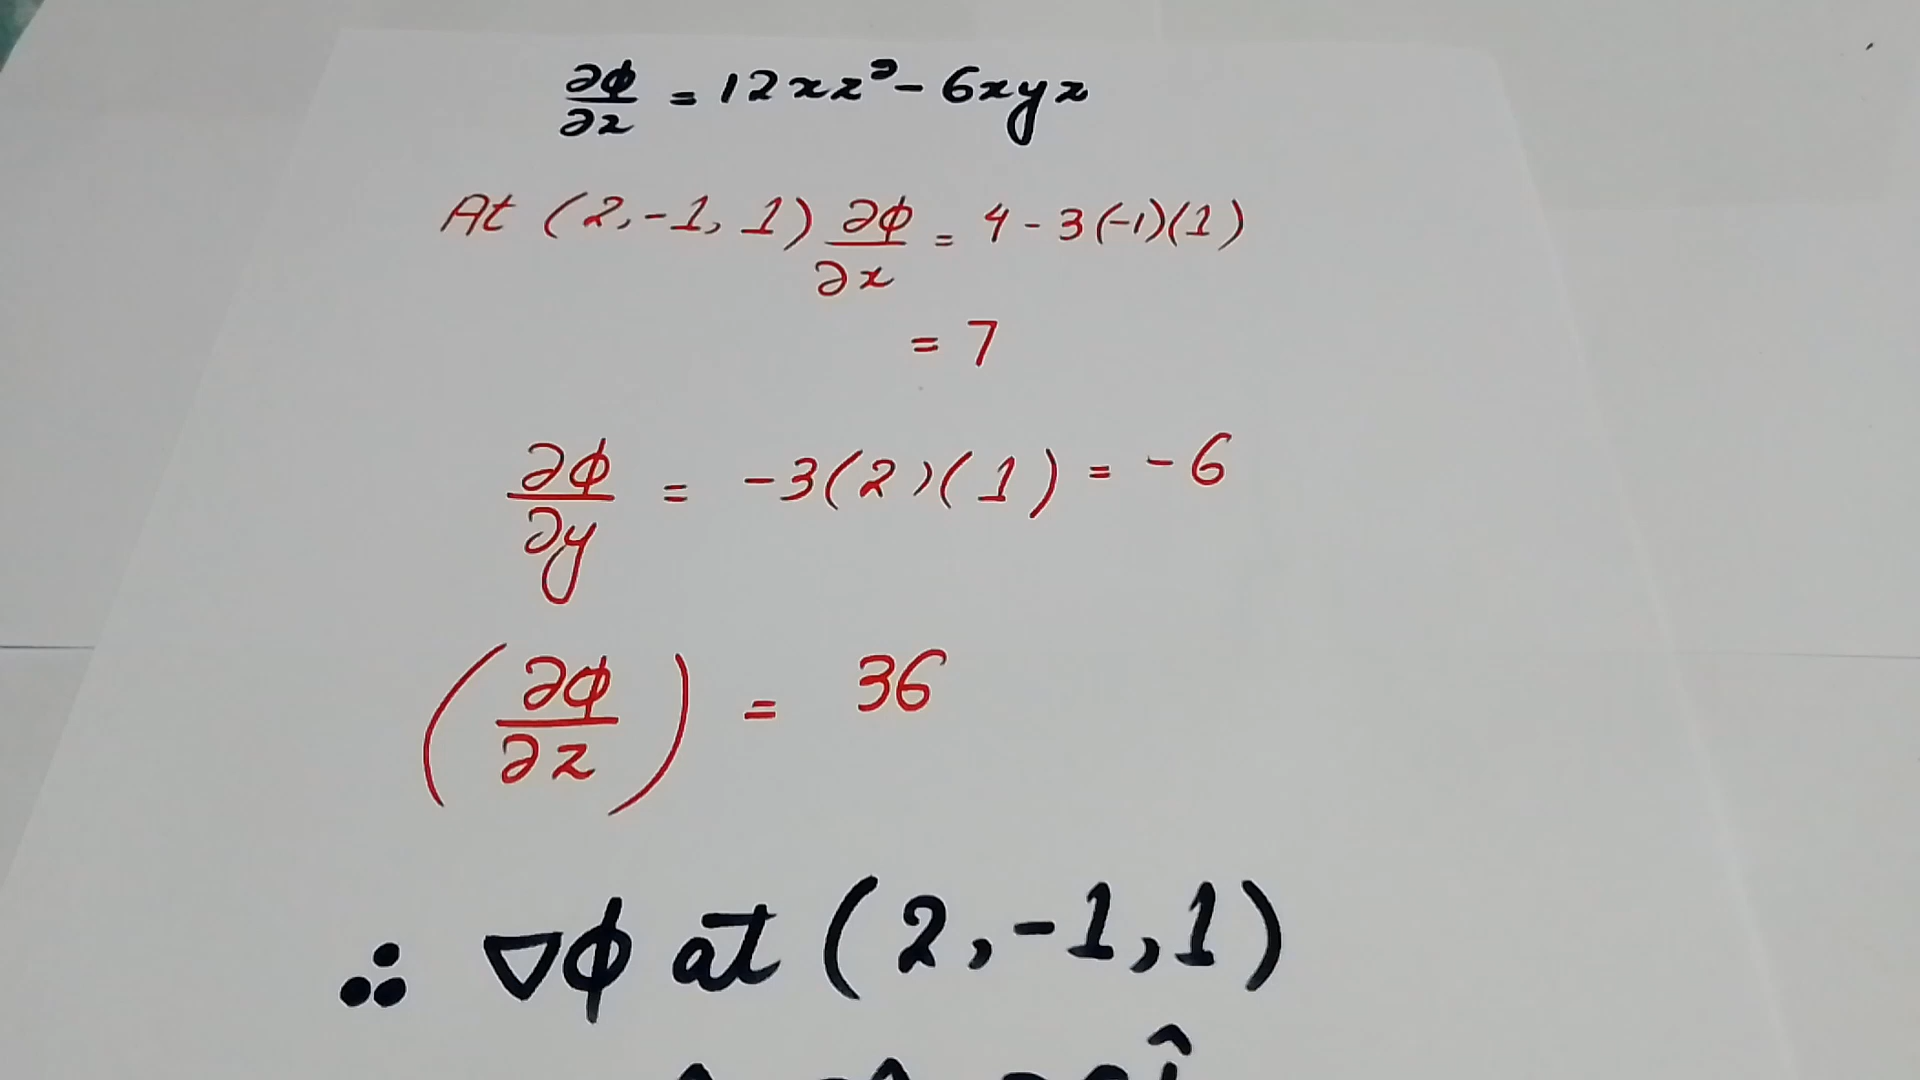 ∂φ/∂z = 12xz² - 6xyz
At (2,-1, 1) ∂φ/∂x = 4 - 3(-1)(1)
= 7
∂φ/∂y = -3(2)(1) = -6
(∂φ/∂z) = 36
∴ ∇φ at (2,-1,1)